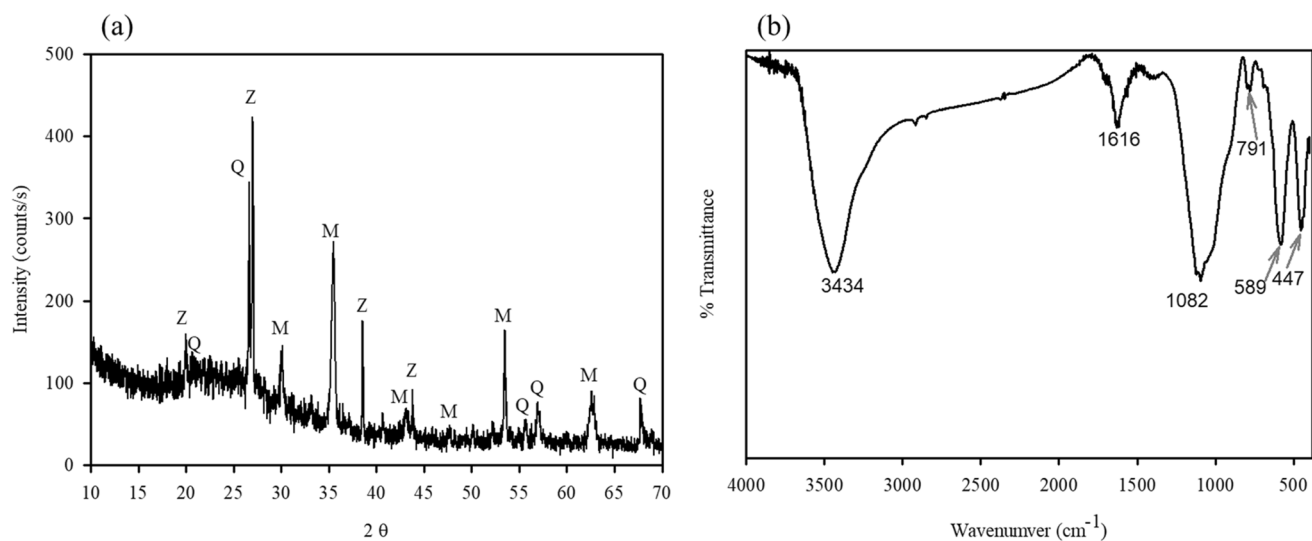 (a)
(b)
Intensity (counts/s)
500
400
300
200
100
0
Z
Q
Z
Q
M
M
Z
M
Z
M
M
Q
Q
M
Q
10 15 20 25 30 35 40 45 50 55 60 65 70
2 θ
% Transmittance
3434
1616
1082
791
589
447
4000 3500 3000 2500 2000 1500 1000 500
Wavenumver (cm-1)